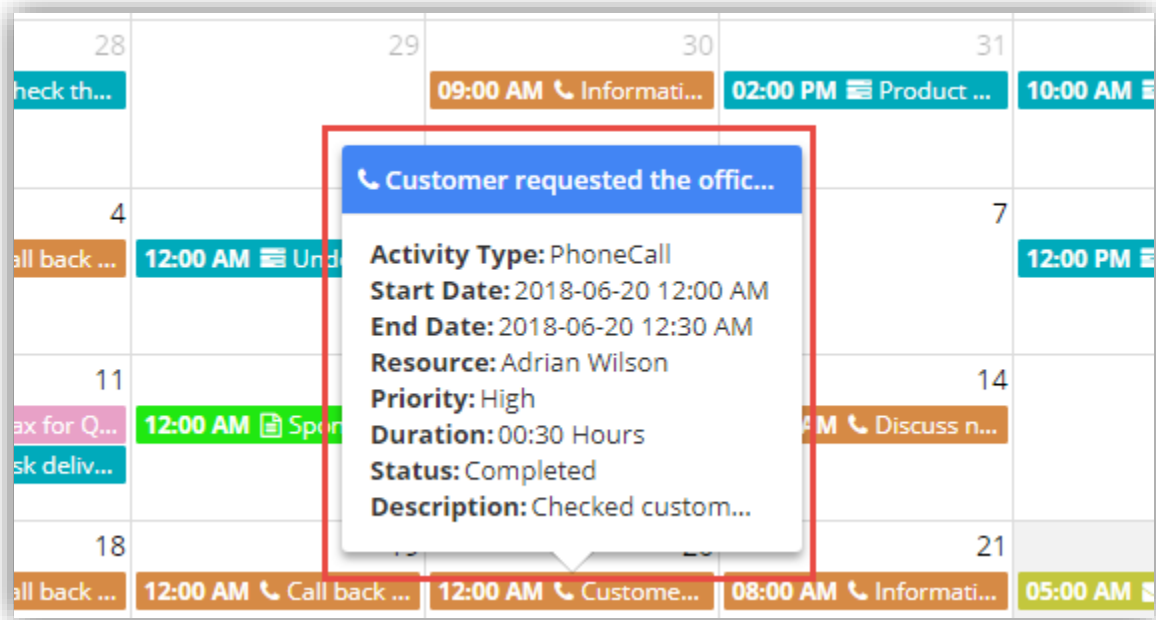 28 29 30 31
heck th... 09:00 AM Informati... 02:00 PM Product ... 10:00 AM
Customer requested the offic...
4 7
all back ... 12:00 AM Und 12:00 PM
Activity Type: PhoneCall
Start Date: 2018-06-20 12:00 AM
End Date: 2018-06-20 12:30 AM
Resource: Adrian Wilson
Priority: High
Duration: 00:30 Hours
Status: Completed
Description: Checked custom...
11 14
ax for Q... 12:00 AM Spor AM Discuss n...
sk deliv...
18 21
all back ... 12:00 AM Call back ... 12:00 AM Custome... 08:00 AM Informati... 05:00 AM